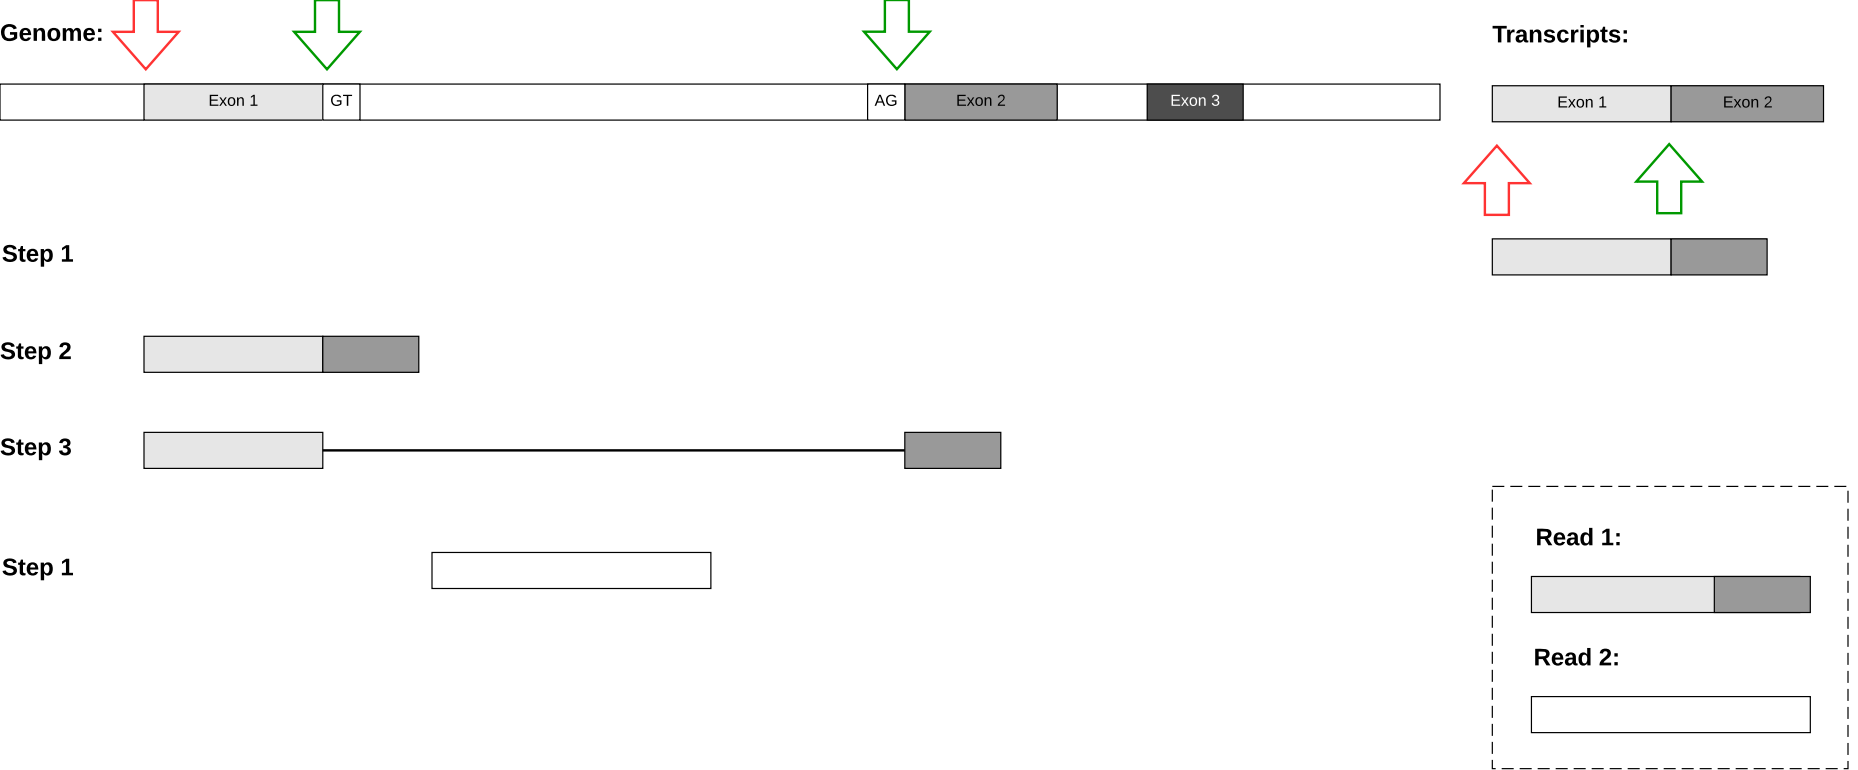 Genome:
Transcripts:
Exon 1 GT AG Exon 2 Exon 3
Exon 1 Exon 2
Step 1
Step 2
Step 3
Step 1
Read 1:
Read 2: